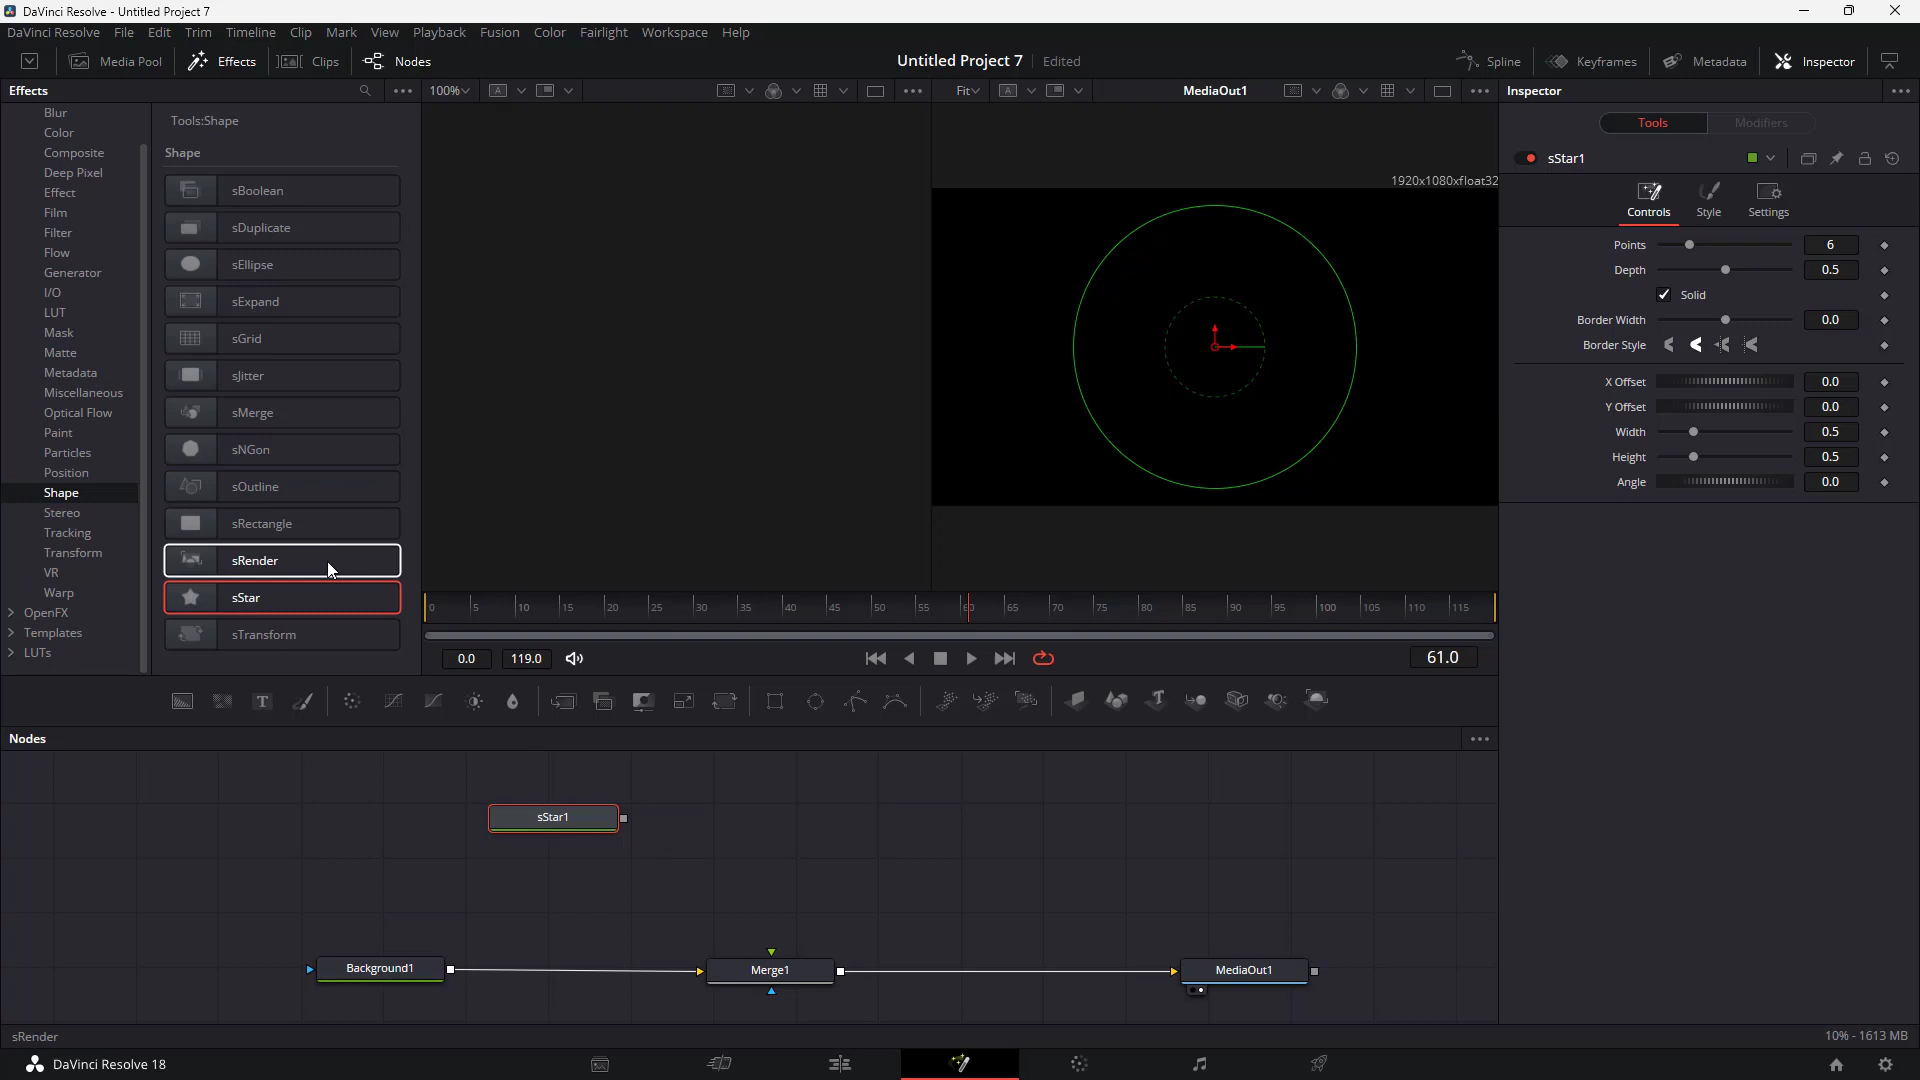 DaVinci Resolve - Untitled Project 7
DaVinci Resolve File Edit Trim Timeline Clip Mark View Playback Fusion Color Fairlight Workspace Help
Media Pool Effects Clips Nodes Untitled Project 7 Edited Spline Keyframes Metadata Inspector
Effects 100% Fit MediaOut1 Inspector
Blur
Color
Composite
Deep Pixel
Effect
Film
Filter
Flow
Generator
I/O
LUT
Mask
Matte
Metadata
Miscellaneous
Optical Flow
Paint
Particles
Position
Shape
Stereo
Tracking
Transform
VR
Warp
OpenFX
Templates
LUTs
Tools:Shape
Shape
sBoolean
sDuplicate
sEllipse
sExpand
sGrid
sJitter
sMerge
sNGon
sOutline
sRectangle
sRender
sStar
sTransform
1920x1080xfloat32
0 5 10 15 20 25 30 35 40 45 50 55 60 65 70 75 80 85 90 95 100 105 110 115
0.0 119.0 61.0
Tools Modifiers
sStar1
Controls Style Settings
Points 6
Depth 0.5
Solid
Border Width 0.0
Border Style
X Offset 0.0
Y Offset 0.0
Width 0.5
Height 0.5
Angle 0.0
T
Nodes
sStar1
Background1 Merge1 MediaOut1
sRender 10% - 1613 MB
DaVinci Resolve 18